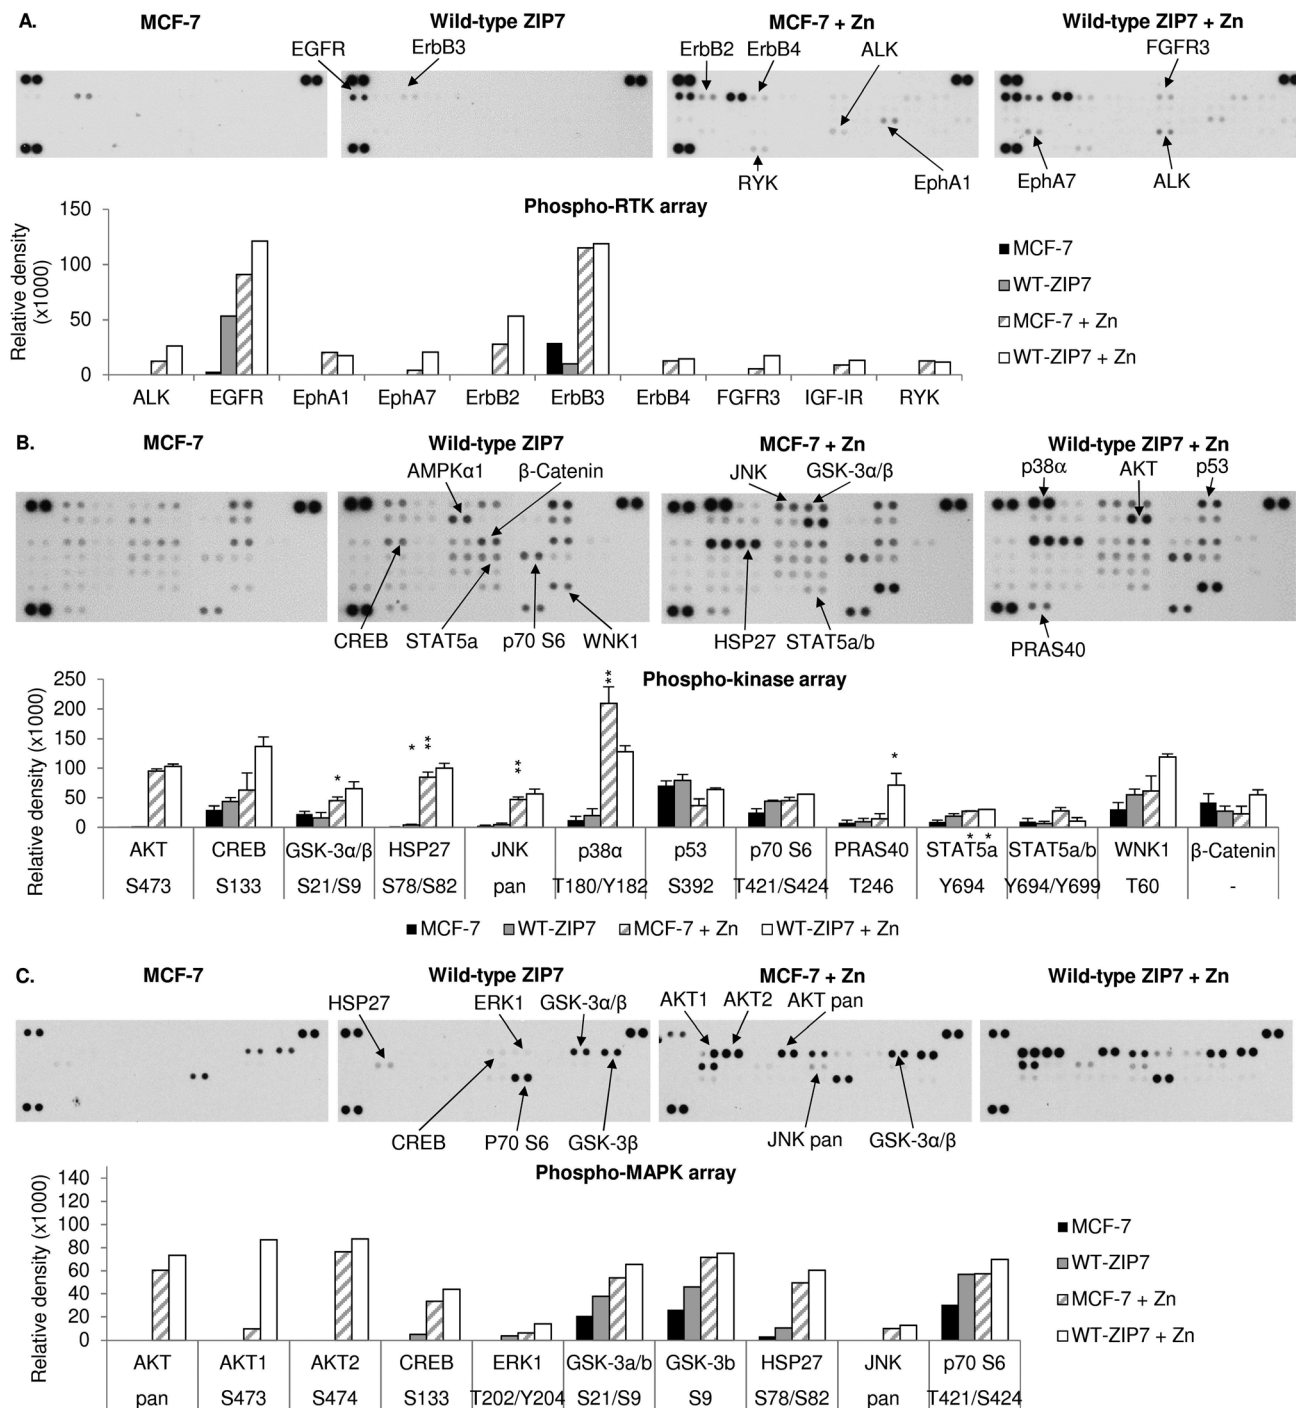 A.
MCF-7
Wild-type ZIP7
MCF-7 + Zn
Wild-type ZIP7 + Zn
EGFR
ErbB3
ErbB2
ErbB4
ALK
FGFR3
RYK
EphA1
EphA7
ALK
Phospho-RTK array
Relative density
(x1000)
150
100
50
0
ALK
EGFR
EphA1
EphA7
ErbB2
ErbB3
ErbB4
FGFR3
IGF-IR
RYK
MCF-7
WT-ZIP7
MCF-7 + Zn
WT-ZIP7 + Zn
B.
MCF-7
Wild-type ZIP7
MCF-7 + Zn
Wild-type ZIP7 + Zn
AMPKα1
β-Catenin
JNK
GSK-3α/β
p38α
AKT
p53
CREB
STAT5a
p70 S6
WNK1
HSP27
STAT5a/b
PRAS40
Phospho-kinase array
Relative density (x1000)
250
200
150
100
50
0
*
*
**
**
**
*
*
*
AKT
CREB
GSK-3α/β
HSP27
JNK
p38α
p53
p70 S6
PRAS40
STAT5a
STAT5a/b
WNK1
β-Catenin
S473
S133
S21/S9
S78/S82
pan
T180/Y182
S392
T421/S424
T246
Y694
Y694/Y699
T60
-
MCF-7
WT-ZIP7
MCF-7 + Zn
WT-ZIP7 + Zn
C.
MCF-7
Wild-type ZIP7
MCF-7 + Zn
Wild-type ZIP7 + Zn
HSP27
ERK1
GSK-3α/β
AKT1
AKT2
AKT pan
CREB
P70 S6
GSK-3β
JNK pan
GSK-3α/β
Phospho-MAPK array
Relative density (x1000)
140
120
100
80
60
40
20
0
AKT
AKT1
AKT2
CREB
ERK1
GSK-3a/b
GSK-3b
HSP27
JNK
p70 S6
pan
S473
S474
S133
T202/Y204
S21/S9
S9
S78/S82
pan
T421/S424
MCF-7
WT-ZIP7
MCF-7 + Zn
WT-ZIP7 + Zn